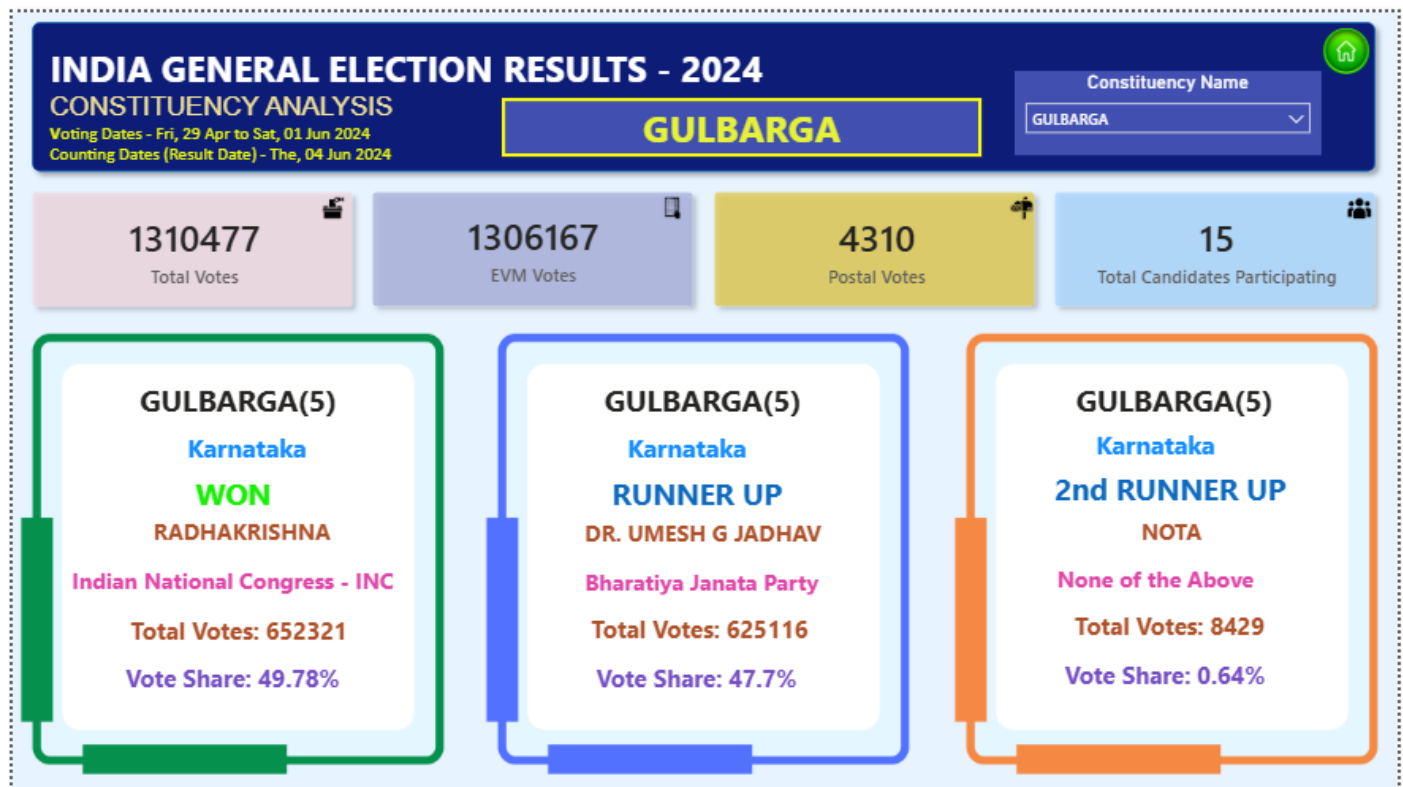 INDIA GENERAL ELECTION RESULTS - 2024
CONSTITUENCY ANALYSIS
Voting Dates - Fri, 29 Apr to Sat, 01 Jun 2024
Counting Dates (Result Date) - The, 04 Jun 2024
GULBARGA
Constituency Name
GULBARGA
1310477
Total Votes
1306167
EVM Votes
4310
Postal Votes
15
Total Candidates Participating
GULBARGA(5)
Karnataka
WON
RADHAKRISHNA
Indian National Congress - INC
Total Votes: 652321
Vote Share: 49.78%
GULBARGA(5)
Karnataka
RUNNER UP
DR. UMESH G JADHAV
Bharatiya Janata Party
Total Votes: 625116
Vote Share: 47.7%
GULBARGA(5)
Karnataka
2nd RUNNER UP
NOTA
None of the Above
Total Votes: 8429
Vote Share: 0.64%